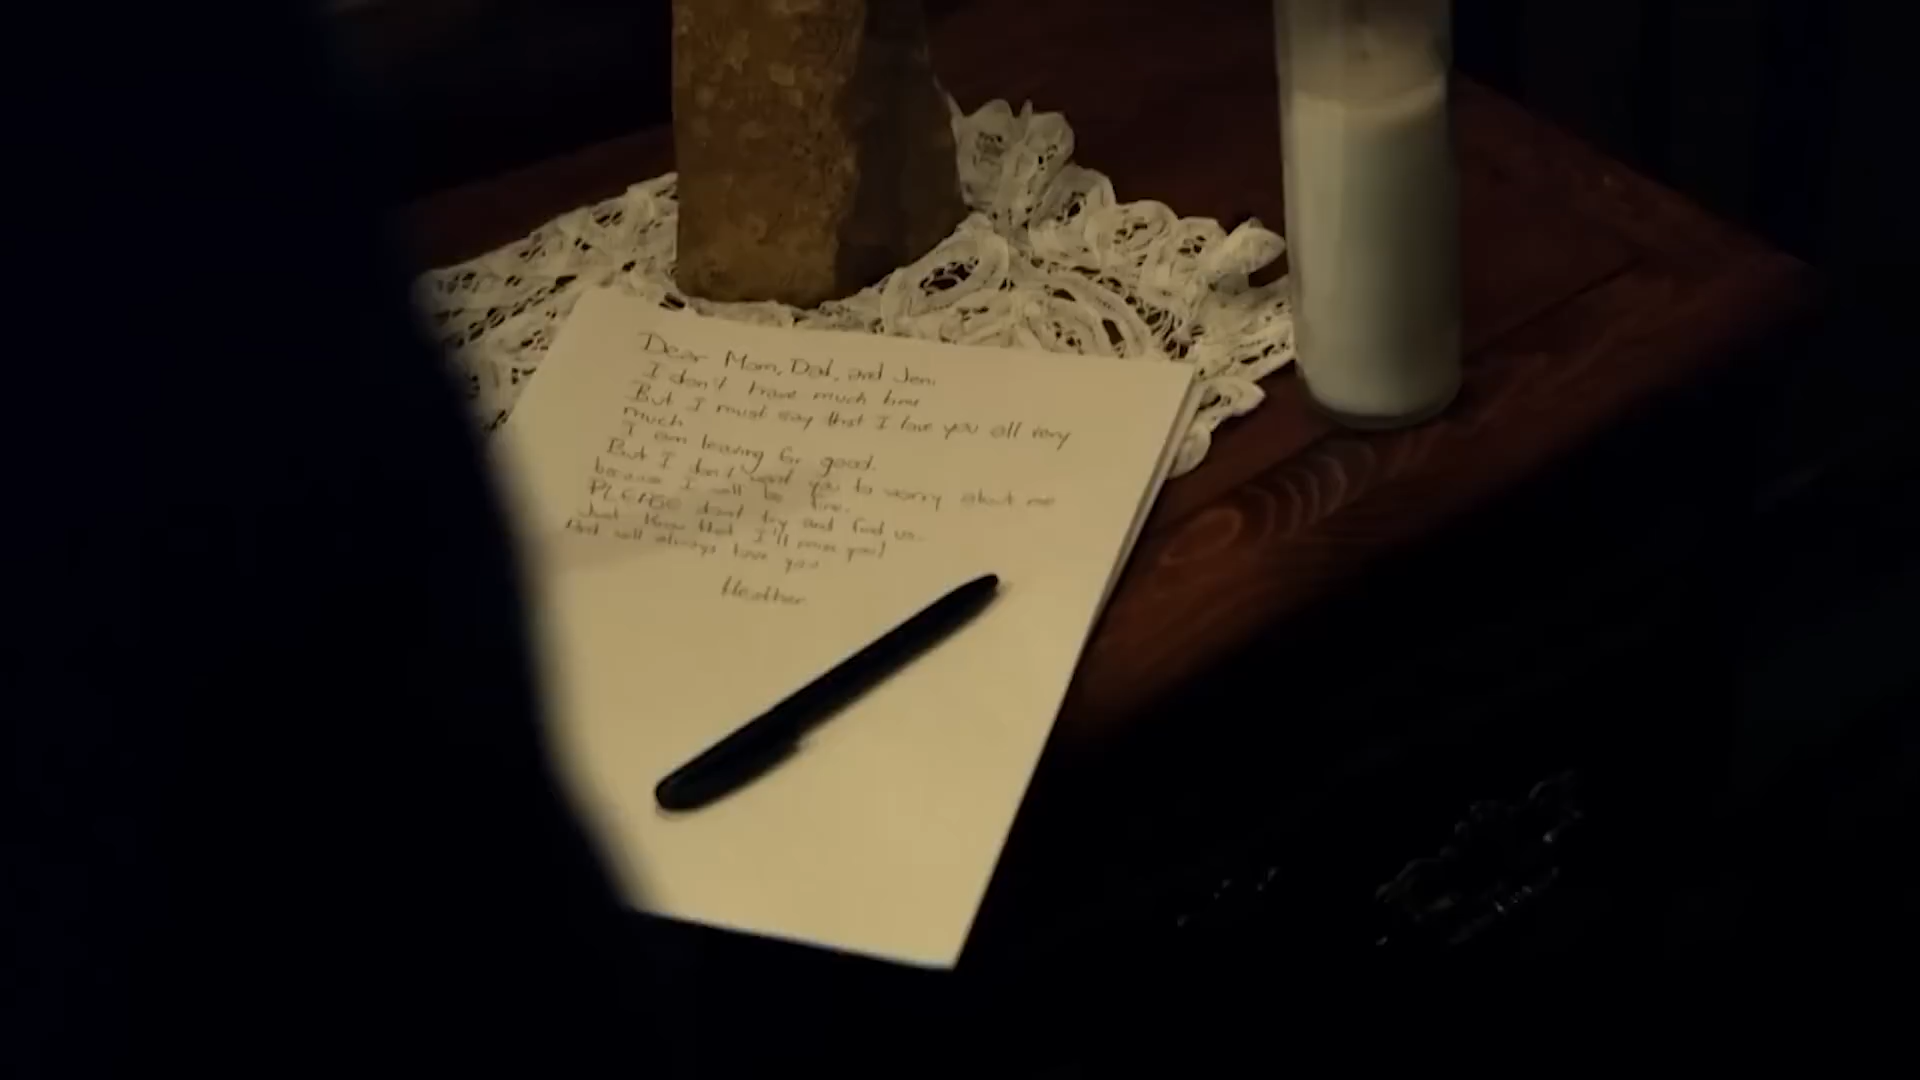 Dear Mom, Dad, and Jen:
I don't have much time
But I must say that I love you all very
much
I am leaving for good.
But I don't want you to worry about me
because I will be fine.
PLEASE don't try and find us.
Just know that I'll miss you!
And will always love you
Heather